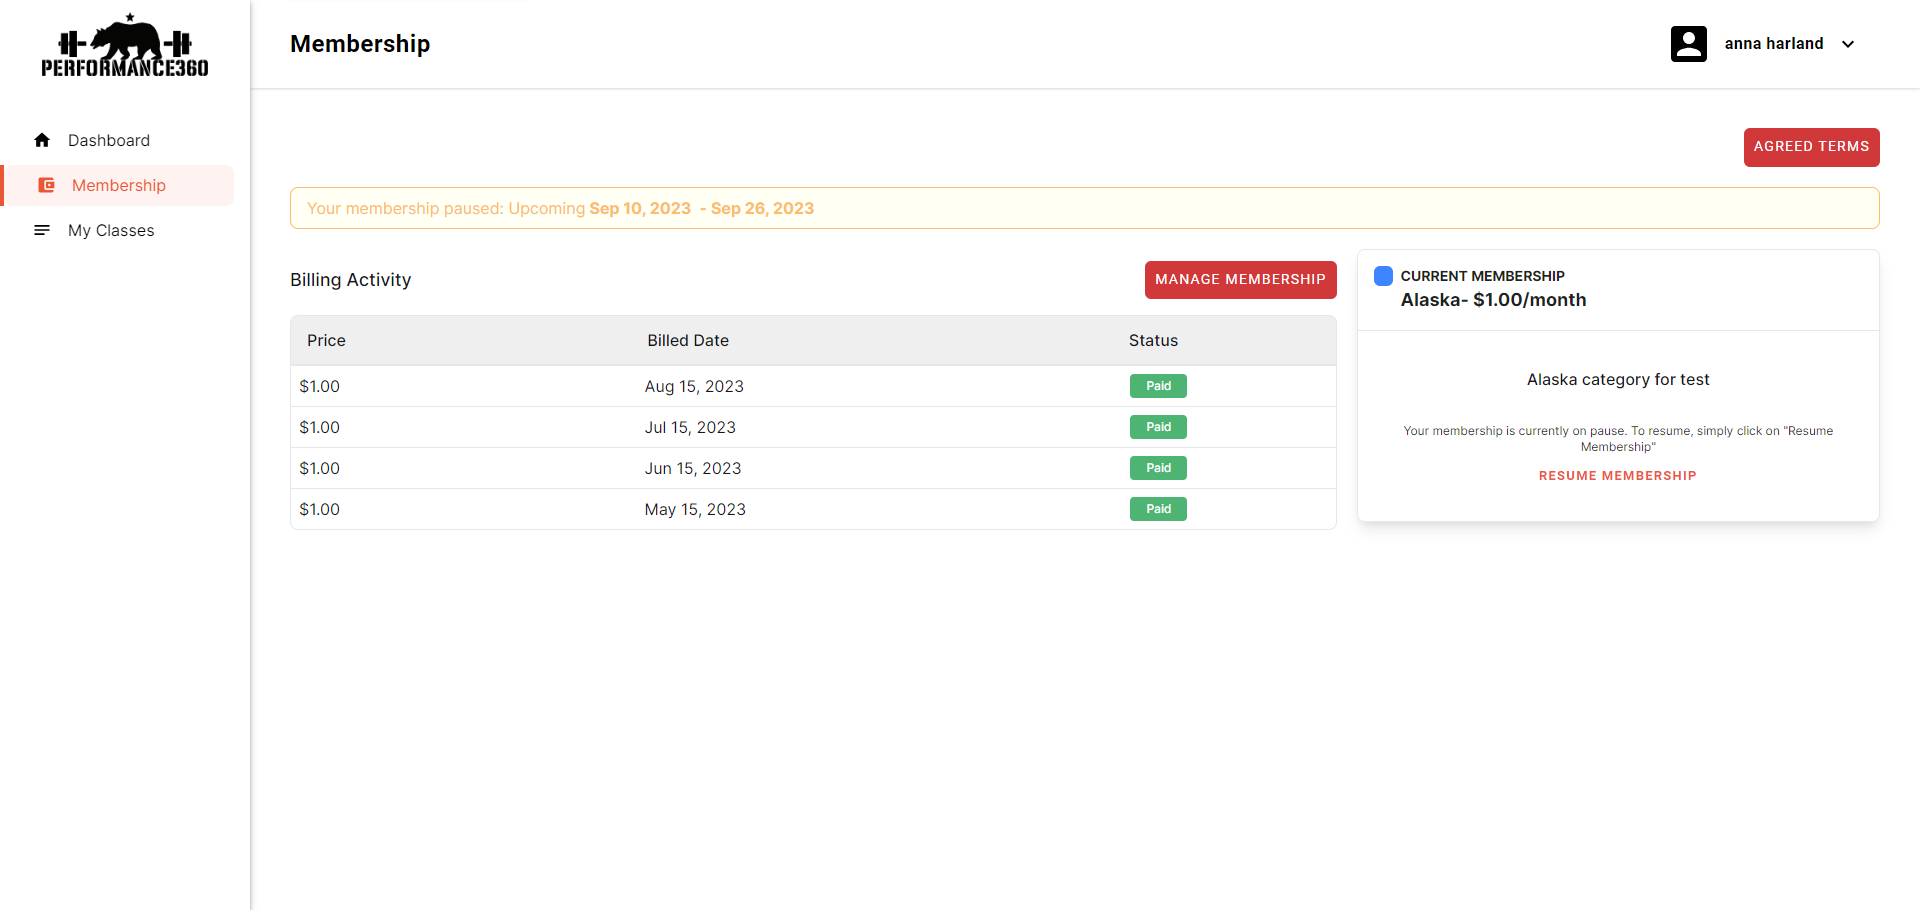 PERFORMANCE360
Membership
anna harland
Dashboard
Membership
My Classes
AGREED TERMS
Your membership paused: Upcoming Sep 10, 2023 - Sep 26, 2023
Billing Activity
MANAGE MEMBERSHIP
Price Billed Date Status
$1.00 Aug 15, 2023 Paid
$1.00 Jul 15, 2023 Paid
$1.00 Jun 15, 2023 Paid
$1.00 May 15, 2023 Paid
CURRENT MEMBERSHIP
Alaska- $1.00/month
Alaska category for test
Your membership is currently on pause. To resume, simply click on "Resume
Membership"
RESUME MEMBERSHIP